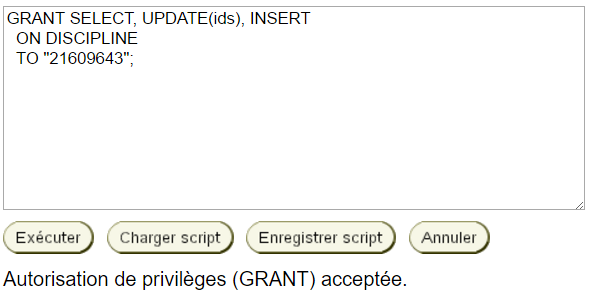 GRANT SELECT, UPDATE(ids), INSERT
ON DISCIPLINE
TO "21609643";
Exécuter Charger script Enregistrer script Annuler
Autorisation de privilèges (GRANT) acceptée.